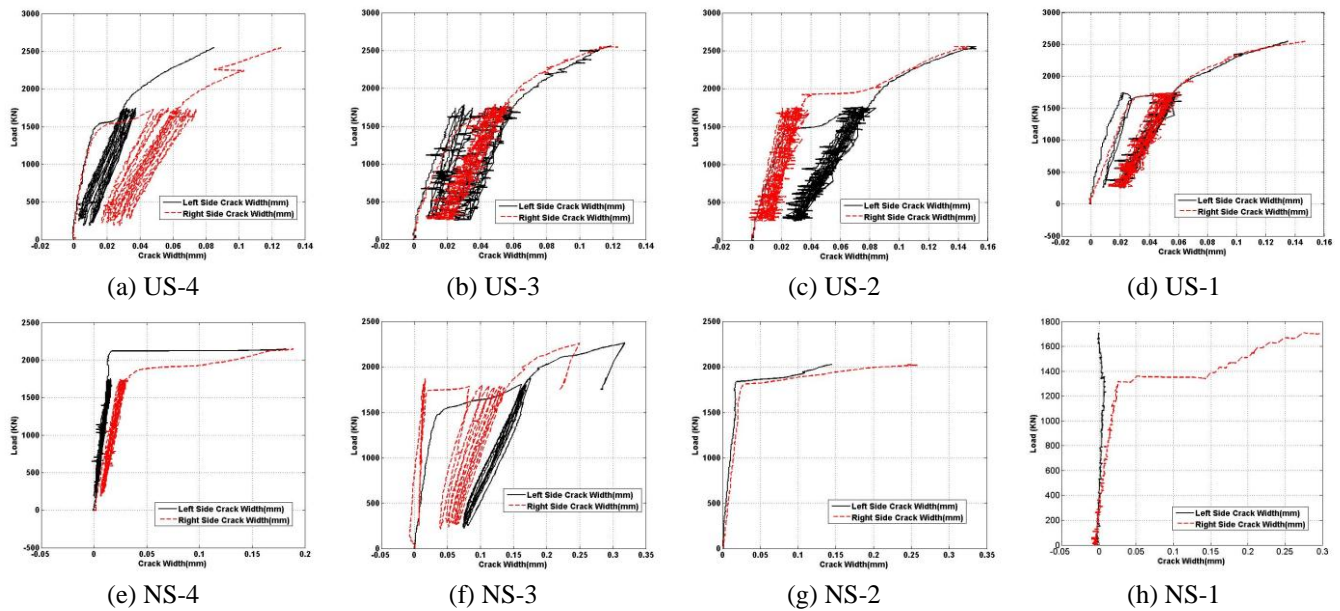 3000
2500
2000
1500
1000
500
0
Load (KN)
-0.02 0 0.02 0.04 0.06 0.08 0.1 0.12 0.14
Crack Width(mm)
Left Side Crack Width(mm)
Right Side Crack Width(mm)
(a) US-4
3000
2500
2000
1500
1000
500
0
Load (KN)
-0.02 0 0.02 0.04 0.06 0.08 0.1 0.12 0.14
Crack Width(mm)
Left Side Crack Width(mm)
Right Side Crack Width(mm)
(b) US-3
3000
2500
2000
1500
1000
500
0
Load (KN)
-0.02 0 0.02 0.04 0.06 0.08 0.1 0.12 0.14 0.16
Crack Width(mm)
Left Side Crack Width(mm)
Right Side Crack Width(mm)
(c) US-2
3000
2500
2000
1500
1000
500
0
-500
Load (KN)
-0.02 0 0.02 0.04 0.06 0.08 0.1 0.12 0.14 0.16
Crack Width(mm)
Left Side Crack Width(mm)
Right Side Crack Width(mm)
(d) US-1
2500
2000
1500
1000
500
0
-500
Load (KN)
-0.05 0 0.05 0.1 0.15 0.2
Crack Width(mm)
Left Side Crack Width(mm)
Right Side Crack Width(mm)
(e) NS-4
2500
2000
1500
1000
500
0
Load (KN)
-0.05 0 0.05 0.1 0.15 0.2 0.25 0.3 0.35
Crack Width(mm)
Left Side Crack Width(mm)
Right Side Crack Width(mm)
(f) NS-3
2500
2000
1500
1000
500
0
Load (KN)
0 0.05 0.1 0.15 0.2 0.25 0.3 0.35
Crack Width(mm)
Left Side Crack Width(mm)
Right Side Crack Width(mm)
(g) NS-2
1800
1600
1400
1200
1000
800
600
400
200
0
Load (KN)
-0.05 0 0.05 0.1 0.15 0.2 0.25 0.3
Crack Width(mm)
Left Side Crack Width(mm)
Right Side Crack Width(mm)
(h) NS-1